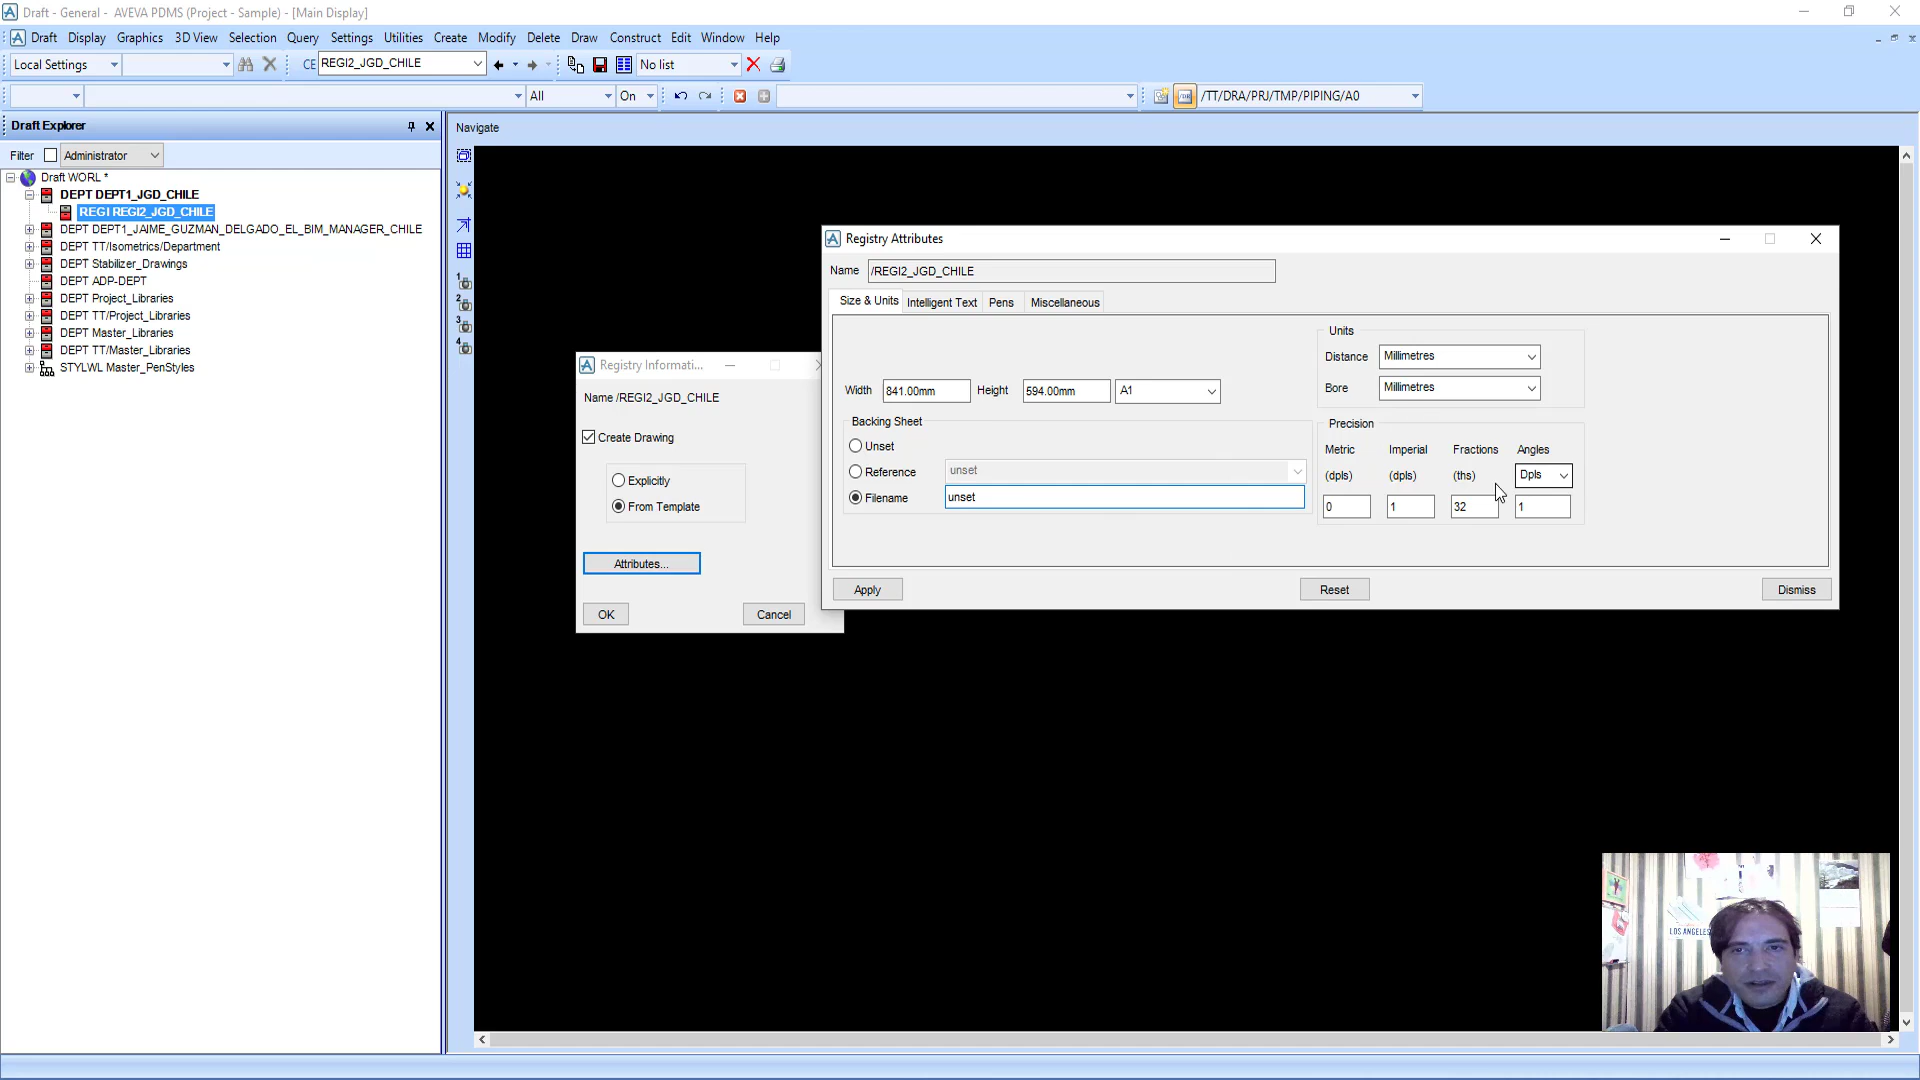 Draft - General - AVEVA PDMS (Project - Sample) - [Main Display]
Draft Display Graphics 3D View Selection Query Settings Utilities Create Modify Delete Draw Construct Edit Window Help
Local Settings CE REGI2_JGD_CHILE No list
All On /TT/DRA/PRJ/TMP/PIPING/A0
Draft Explorer
Navigate
Filter Administrator
Draft WORL *
DEPT DEPT1_JGD_CHILE
REGI REGI2_JGD_CHILE
DEPT DEPT1_JAIME_GUZMAN_DELGADO_EL_BIM_MANAGER_CHILE
DEPT TT/Isometrics/Department
DEPT Stabilizer_Drawings
DEPT ADP-DEPT
DEPT Project_Libraries
DEPT TT/Project_Libraries
DEPT Master_Libraries
DEPT TT/Master_Libraries
STYLWL Master_PenStyles
1
2
3
4
Registry Informati...
Name /REGI2_JGD_CHILE
Create Drawing
Explicitly
From Template
Attributes...
OK Cancel
Registry Attributes
Name /REGI2_JGD_CHILE
Size & Units Intelligent Text Pens Miscellaneous
Width 841.00mm Height 594.00mm A1
Backing Sheet
Unset
Reference unset
Filename unset
Units
Distance Millimetres
Bore Millimetres
Precision
Metric Imperial Fractions Angles
(dpls) (dpls) (ths) Dpls
0 1 32 1
Apply Reset Dismiss
LOS ANGELES